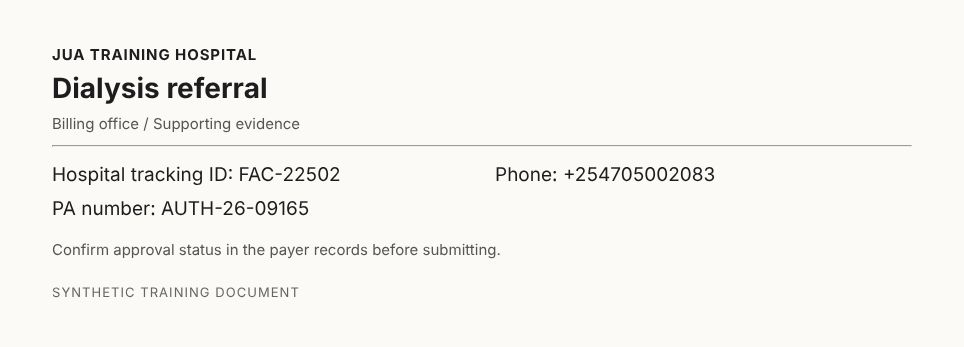 JUA TRAINING HOSPITAL
Dialysis referral
Billing office / Supporting evidence
Hospital tracking ID: FAC-22502
Phone: +254705002083
PA number: AUTH-26-09165
Confirm approval status in the payer records before submitting.
SYNTHETIC TRAINING DOCUMENT